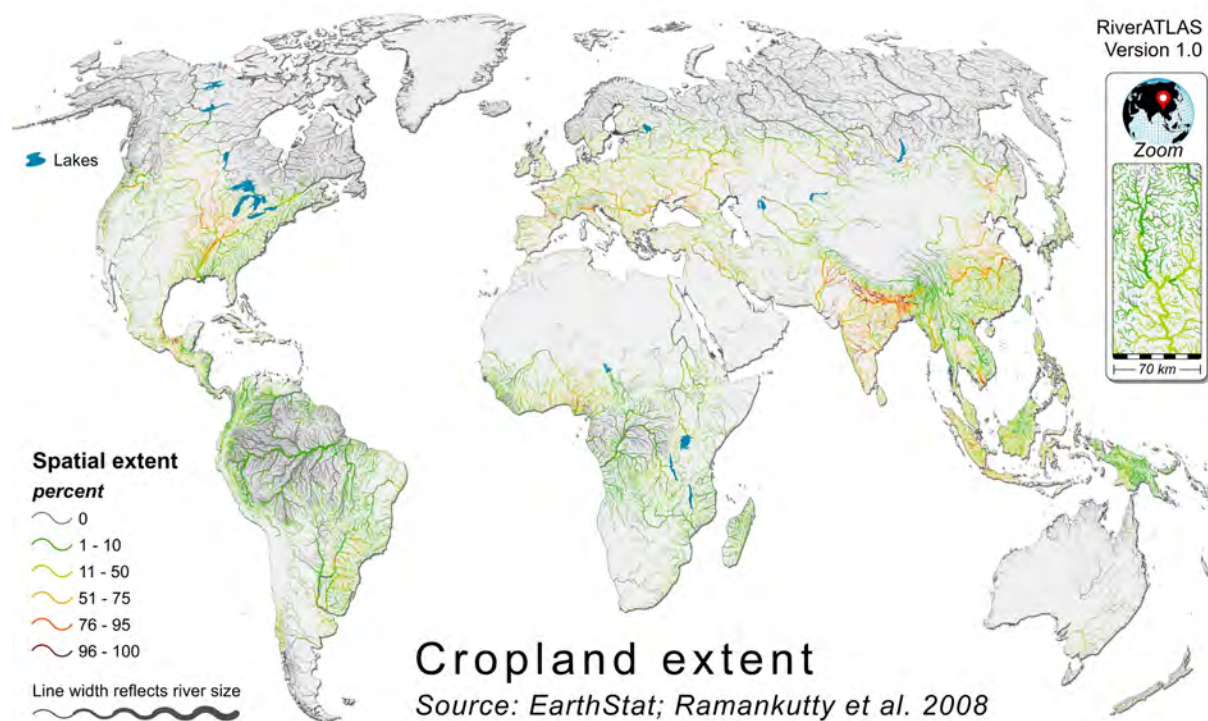 RiverATLAS
Version 1.0
Zoom
70 km
Lakes
Spatial extent
percent
0
1 - 10
11 - 50
51 - 75
76 - 95
96 - 100
Line width reflects river size
Cropland extent
Source: EarthStat; Ramankutty et al. 2008